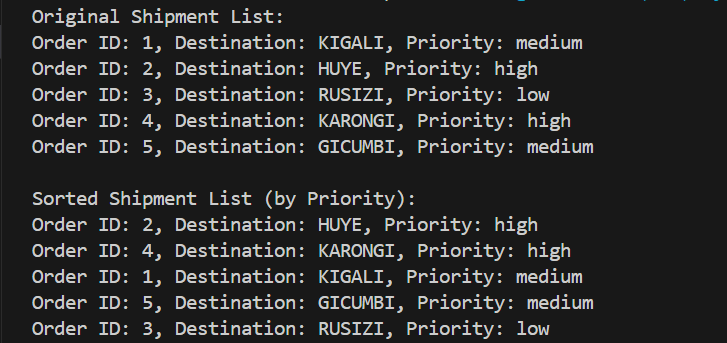 Original Shipment List:
Order ID: 1, Destination: KIGALI, Priority: medium
Order ID: 2, Destination: HUYE, Priority: high
Order ID: 3, Destination: RUSIZI, Priority: low
Order ID: 4, Destination: KARONGI, Priority: high
Order ID: 5, Destination: GICUMBI, Priority: medium
Sorted Shipment List (by Priority):
Order ID: 2, Destination: HUYE, Priority: high
Order ID: 4, Destination: KARONGI, Priority: high
Order ID: 1, Destination: KIGALI, Priority: medium
Order ID: 5, Destination: GICUMBI, Priority: medium
Order ID: 3, Destination: RUSIZI, Priority: low